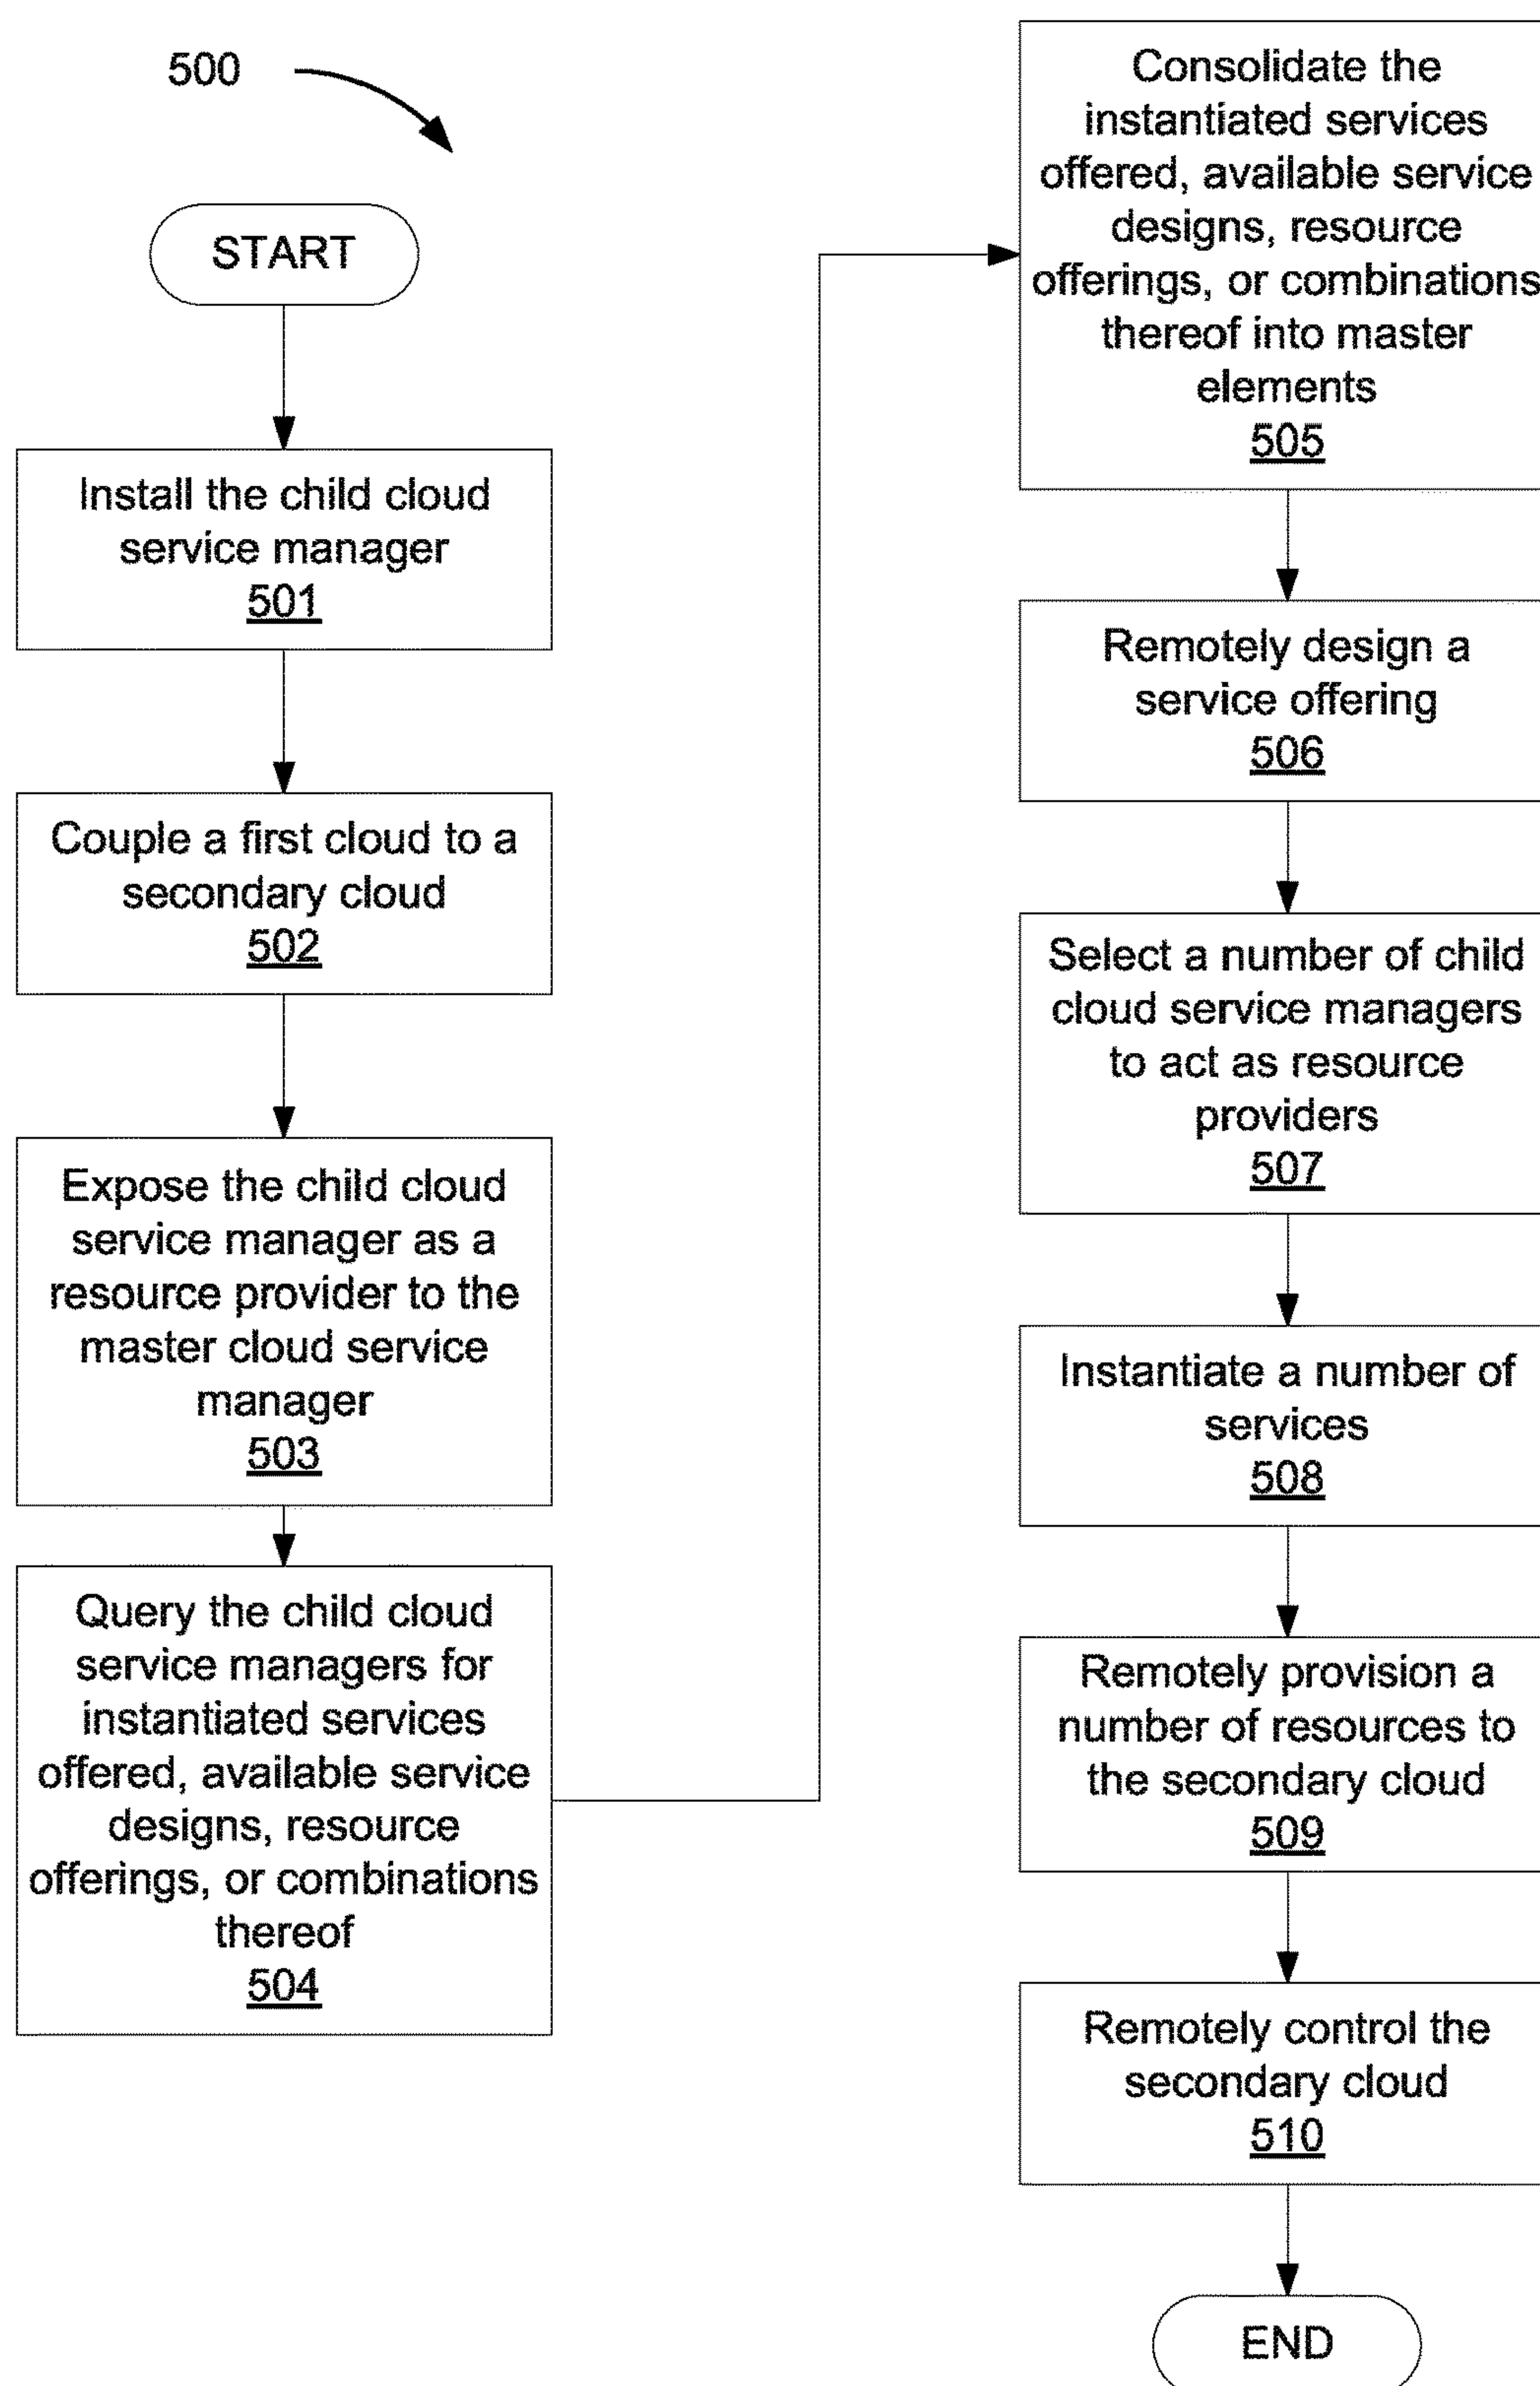 500
START
Install the child cloud
service manager
501
Couple a first cloud to a
secondary cloud
502
Expose the child cloud
service manager as a
resource provider to the
master cloud service
manager
503
Query the child cloud
service managers for
instantiated services
offered, available service
designs, resource
offerings, or combinations
thereof
504
Consolidate the
instantiated services
offered, available service
designs, resource
offerings, or combinations
thereof into master
elements
505
Remotely design a
service offering
506
Select a number of child
cloud service managers
to act as resource
providers
507
Instantiate a number of
services
508
Remotely provision a
number of resources to
the secondary cloud
509
Remotely control the
secondary cloud
510
END